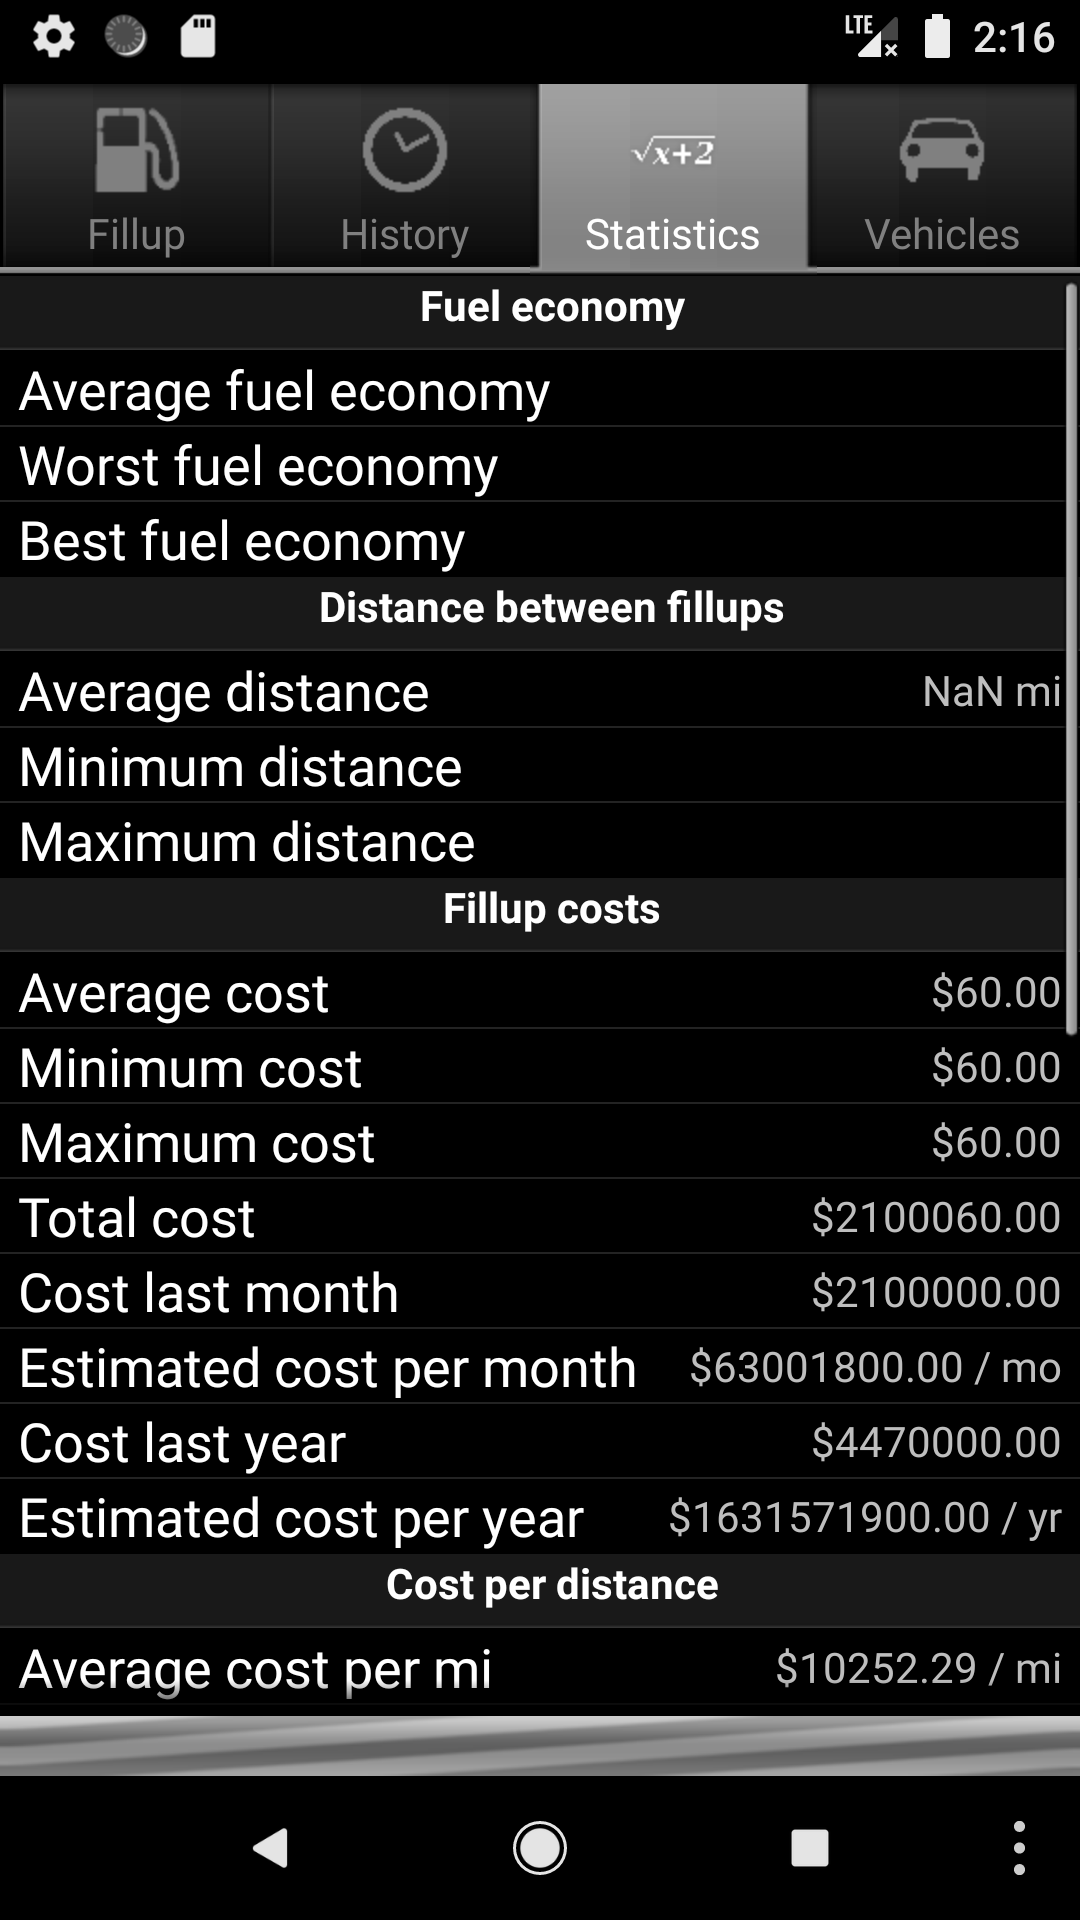 LTE 2:16
√x+2
Fillup History Statistics Vehicles
Fuel economy
Average fuel economy
Worst fuel economy
Best fuel economy
Distance between fillups
Average distance NaN mi
Minimum distance
Maximum distance
Fillup costs
Average cost $60.00
Minimum cost $60.00
Maximum cost $60.00
Total cost $2100060.00
Cost last month $2100000.00
Estimated cost per month $63001800.00 / mo
Cost last year $4470000.00
Estimated cost per year $1631571900.00 / yr
Cost per distance
Average cost per mi $10252.29 / mi